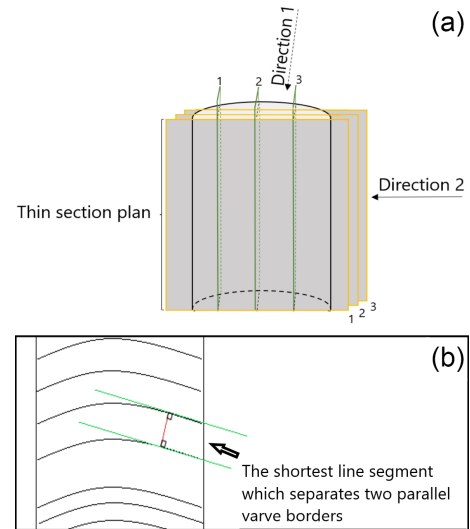 (a)
Direction 1
1 2 3
Direction 2
Thin section plan
1 2 3
(b)
The shortest line segment
which separates two parallel
varve borders